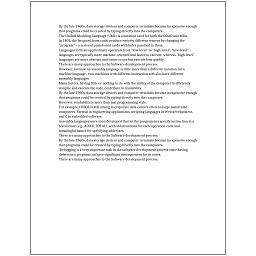 By the late 1960s, data storage devices and computer terminals became inexpensive enough
that programs could be created by typing directly into the computers.
The Unified Modeling Language (UML) is a notation used for both the OOAD and MDA.
In 1801, the Jacquard loom could produce entirely different weaves by changing the
"program" - a series of pasteboard cards with holes punched in them.
Languages form an approximate spectrum from "low-level" to "high-level"; "low-level"
languages are typically more machine-oriented and faster to execute, whereas "high-level"
languages are more abstract and easier to use but execute less quickly.
There are many approaches to the Software development process.
However, because an assembly language is little more than a different notation for a
machine language, two machines with different instruction sets also have different
assembly languages.
Many factors, having little or nothing to do with the ability of the computer to efficiently
compile and execute the code, contribute to readability.
By the late 1960s, data storage devices and computer terminals became inexpensive enough
that programs could be created by typing directly into the computers.
However, readability is more than just programming style.
For example, COBOL is still strong in corporate data centers often on large mainframe
computers, Fortran in engineering applications, scripting languages in Web development,
and C in embedded software.
Assembly languages were soon developed that let the programmer specify instruction in a
text format (e.g., ADD X, TOTAL), with abbreviations for each operation code and
meaningful names for specifying addresses.
There are many approaches to the Software development process.
By the late 1960s, data storage devices and computer terminals became inexpensive enough
that programs could be created by typing directly into the computers.
Debugging is a very important task in the software development process since having
defects in a program can have significant consequences for its users.
There are many approaches to the Software development process.